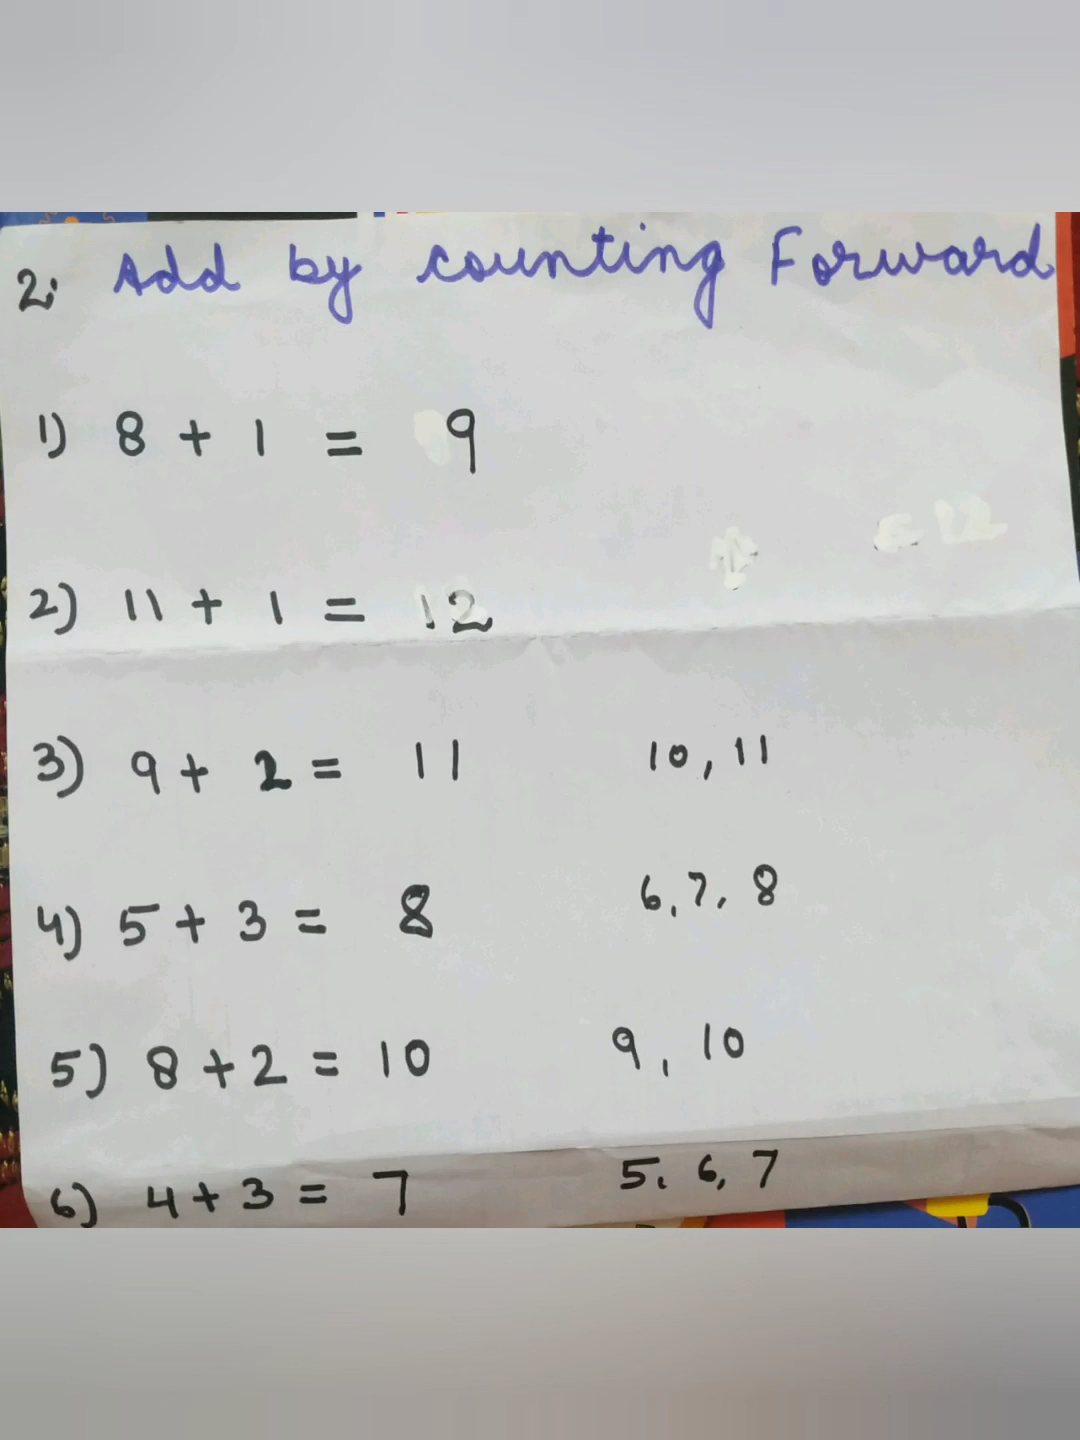 2. Add by counting Forward
1) 8 + 1 = 9
= 12
2) 11 + 1 = 12
3) 9 + 2 = 11 10, 11
4) 5 + 3 = 8 6, 7, 8
5) 8 + 2 = 10 9, 10
6) 4 + 3 = 7 5, 6, 7